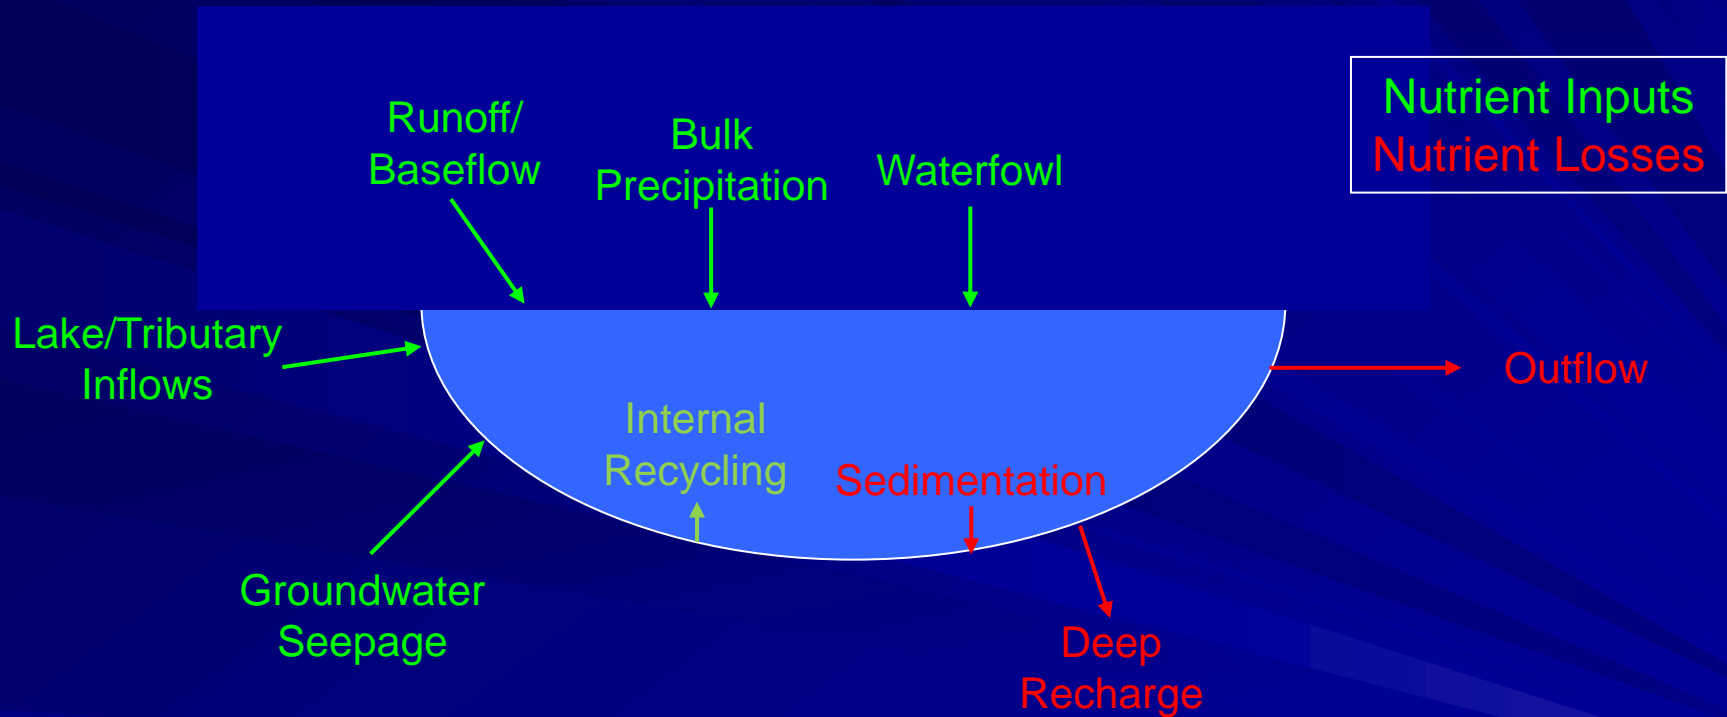 Nutrient Inputs
Nutrient Losses
Runoff/
Baseflow
Bulk
Precipitation
Waterfowl
Lake/Tributary
Inflows
Outflow
Internal
Recycling
Sedimentation
Groundwater
Seepage
Deep
Recharge